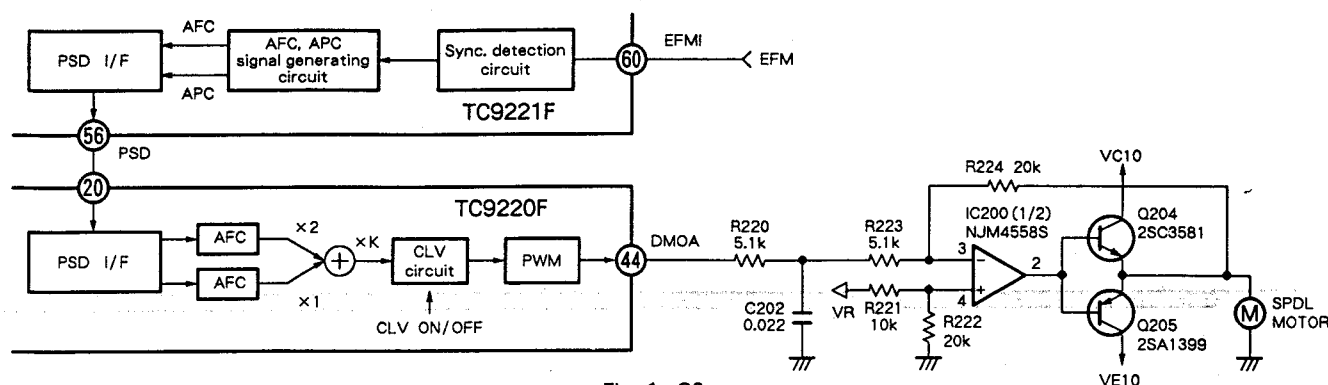 AFC
PSD I/F
AFC, APC
signal generating
circuit
Sync. detection
circuit
60
EFMI
EFM
APC
TC9221F
56
PSD
20
TC9220F
PSD I/F
AFC
×2
AFC
×1
+
×K
CLV
circuit
PWM
CLV ON/OFF
44
DMOA
R220
5.1k
C202
0.022
R223
5.1k
VR
R221
10k
R222
20k
R224 20k
IC200 (1/2)
NJM4558S
3
−
2
4
+
VC10
Q204
2SC3581
Q205
2SA1399
VE10
M
SPDL
MOTOR